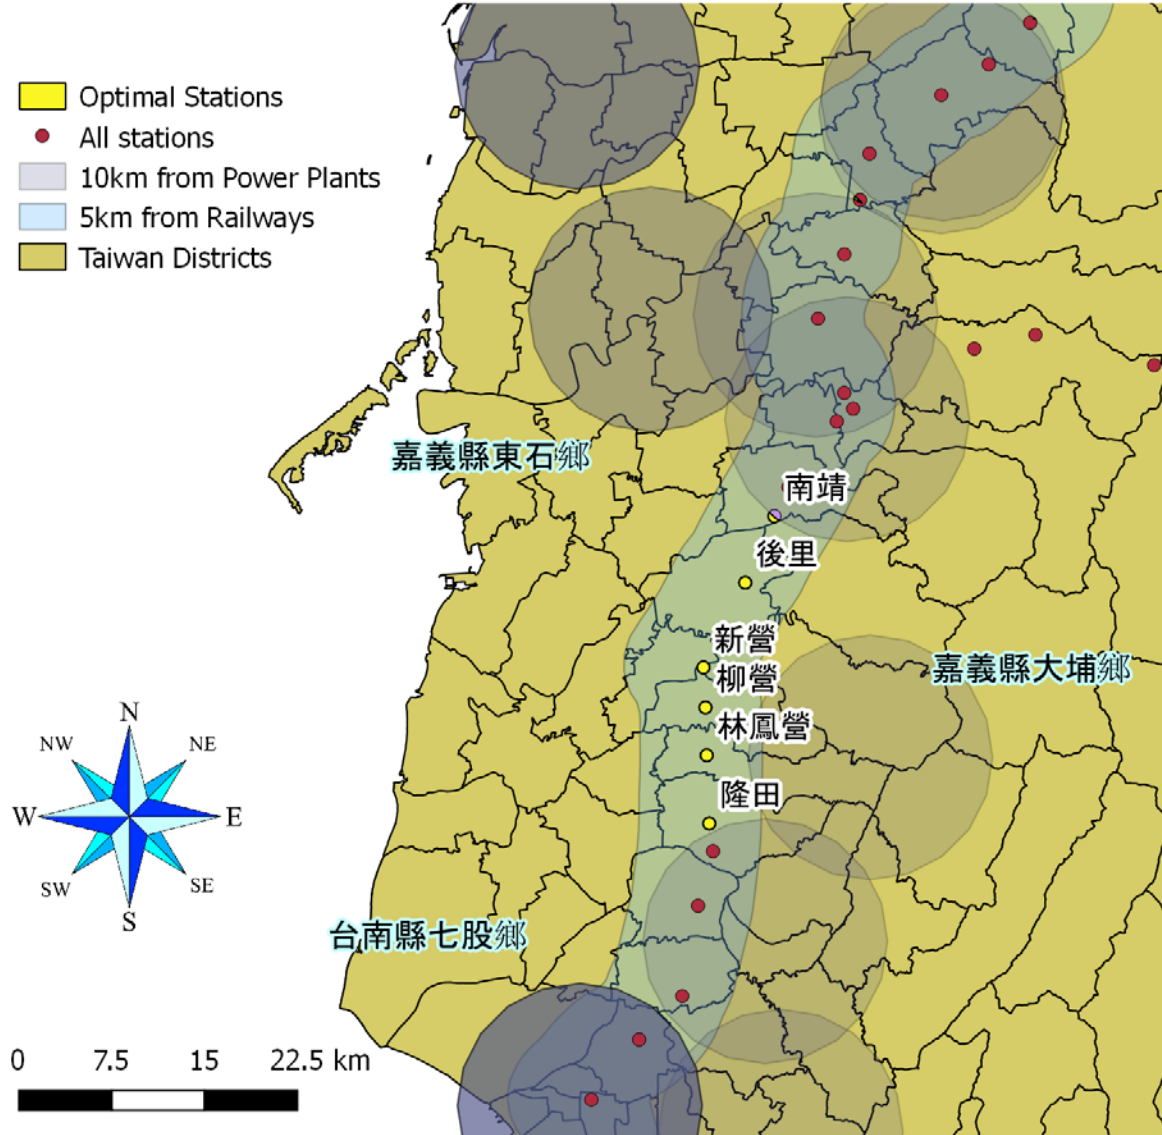 Optimal Stations
All stations
10km from Power Plants
5km from Railways
Taiwan Districts
嘉義縣東石鄉
南靖
後里
新營
柳營
嘉義縣大埔鄉
林鳳營
隆田
台南縣七股鄉
N
NW NE
W E
SW SE
S
0 7.5 15 22.5 km